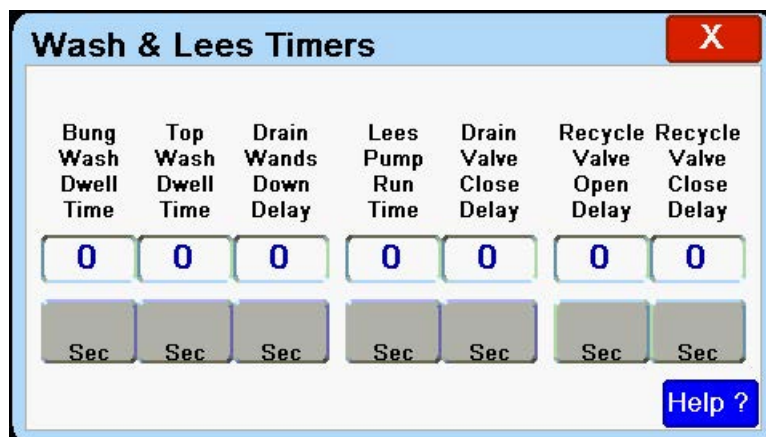 Wash & Lees Timers
X
Bung Wash Dwell Time
Top Wash Dwell Time
Drain Wands Down Delay
Lees Pump Run Time
Drain Valve Close Delay
Recycle Valve Open Delay
Recycle Valve Close Delay
0 0 0 0 0 0 0
Sec Sec Sec Sec Sec Sec Sec
Help ?